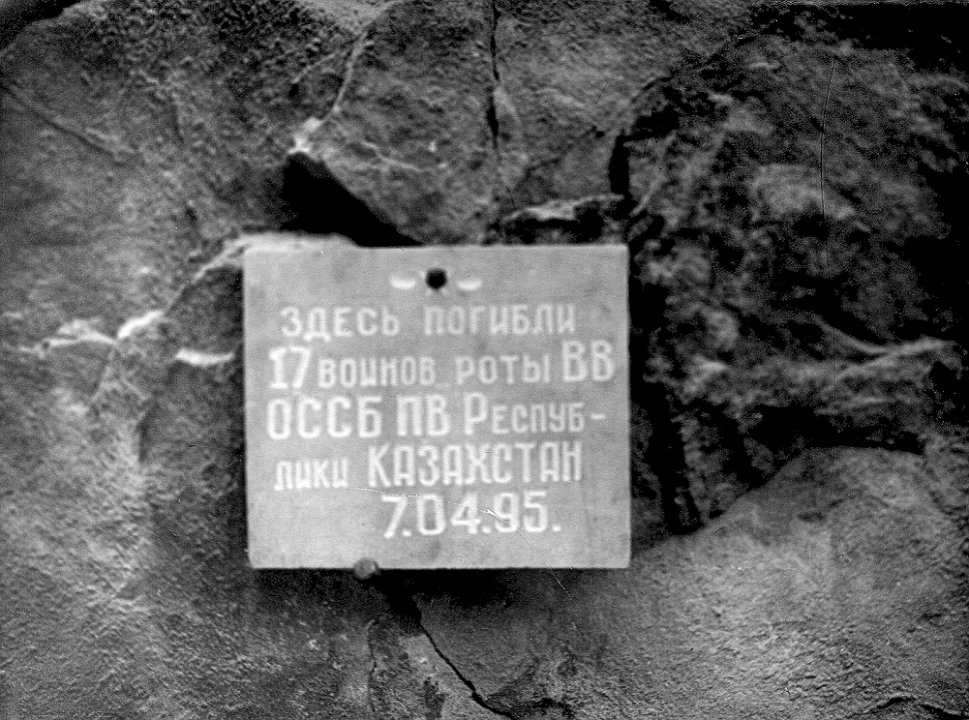 ЗДЕСЬ ПОГИБЛИ
17 ВОИНОВ РОТЫ ВВ
ОССБ ПВ РЕСПУБ-
ЛИКИ КАЗАХСТАН
7.04.95.